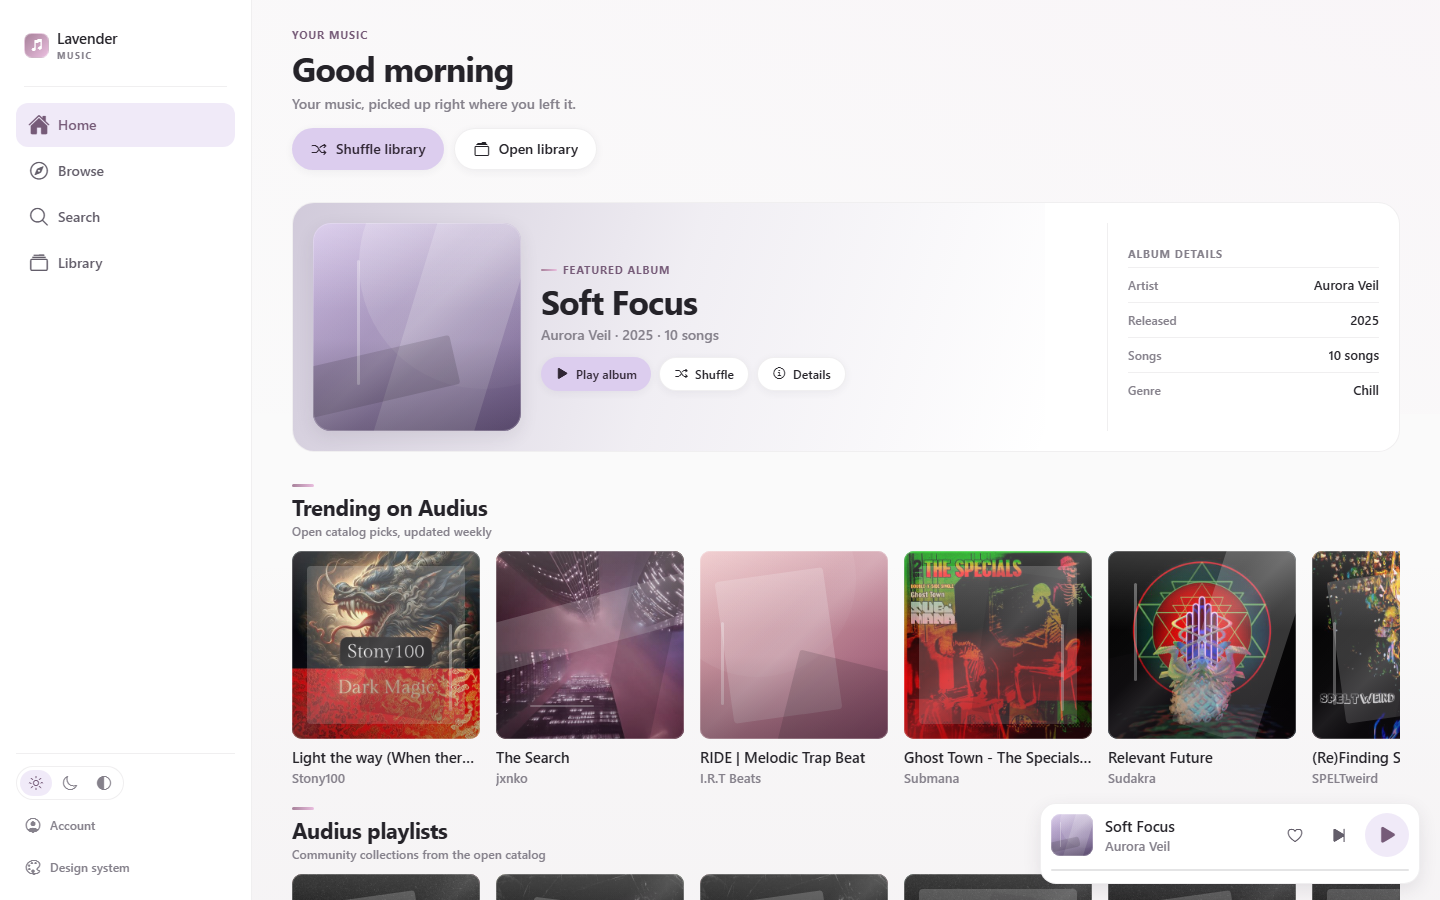 Lavender
MUSIC
Home
Browse
Search
Library
Account
Design system
YOUR MUSIC
Good morning
Your music, picked up right where you left it.
Shuffle library
Open library
FEATURED ALBUM
Soft Focus
Aurora Veil · 2025 · 10 songs
Play album
Shuffle
Details
ALBUM DETAILS
Artist Aurora Veil
Released 2025
Songs 10 songs
Genre Chill
Trending on Audius
Open catalog picks, updated weekly
Stony100
Dark Magic
THE SPECIALS
Ghost Town
SUB
MANA
SPELTWEIRD
Light the way (When ther...
Stony100
The Search
jxnko
RIDE | Melodic Trap Beat
I.R.T Beats
Ghost Town - The Specials...
Submana
Relevant Future
Sudakra
(Re)Finding S
SPELTweird
Audius playlists
Community collections from the open catalog
Soft Focus
Aurora Veil